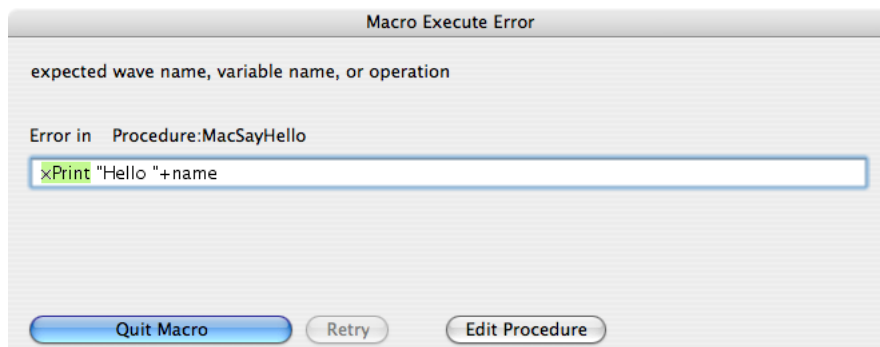 Macro Execute Error
expected wave name, variable name, or operation
Error in Procedure:MacSayHello
xPrint "Hello "+name
Quit Macro Retry Edit Procedure